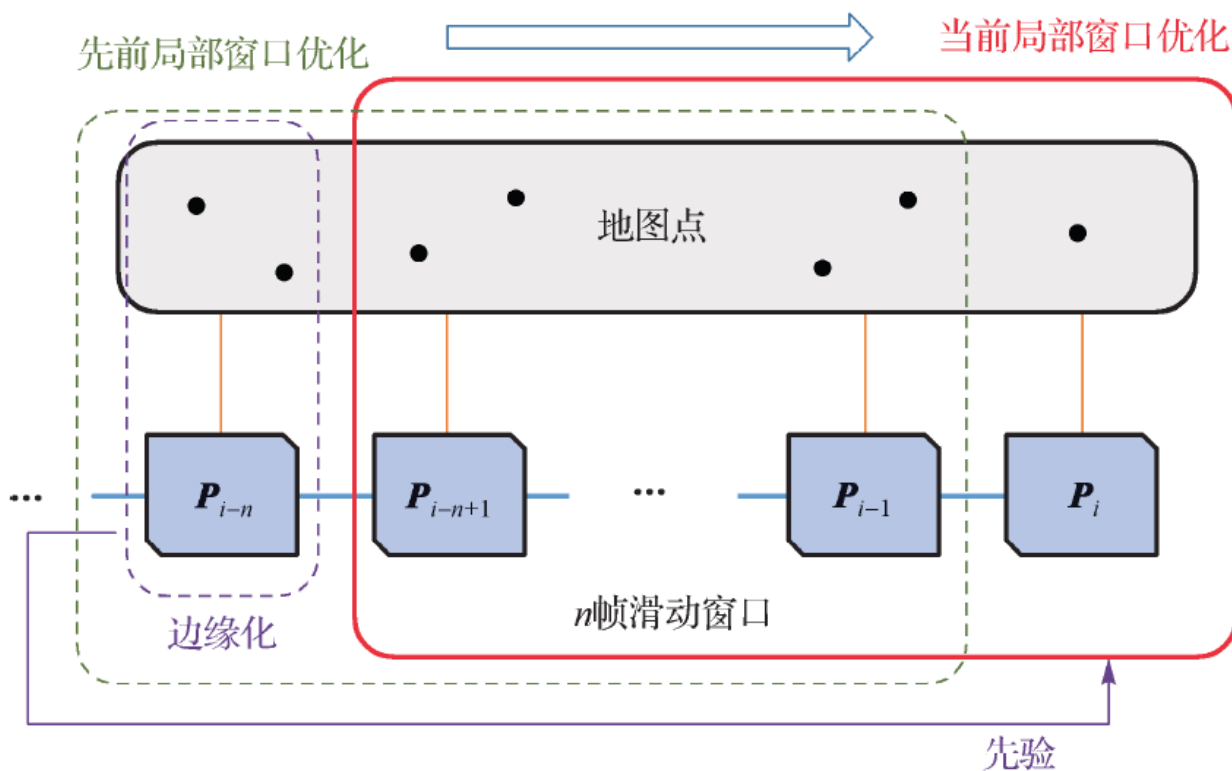 先前局部窗口优化
当前局部窗口优化
地图点
... P_{i-n} P_{i-n+1} ... P_{i-1} P_i
n帧滑动窗口
边缘化
先验